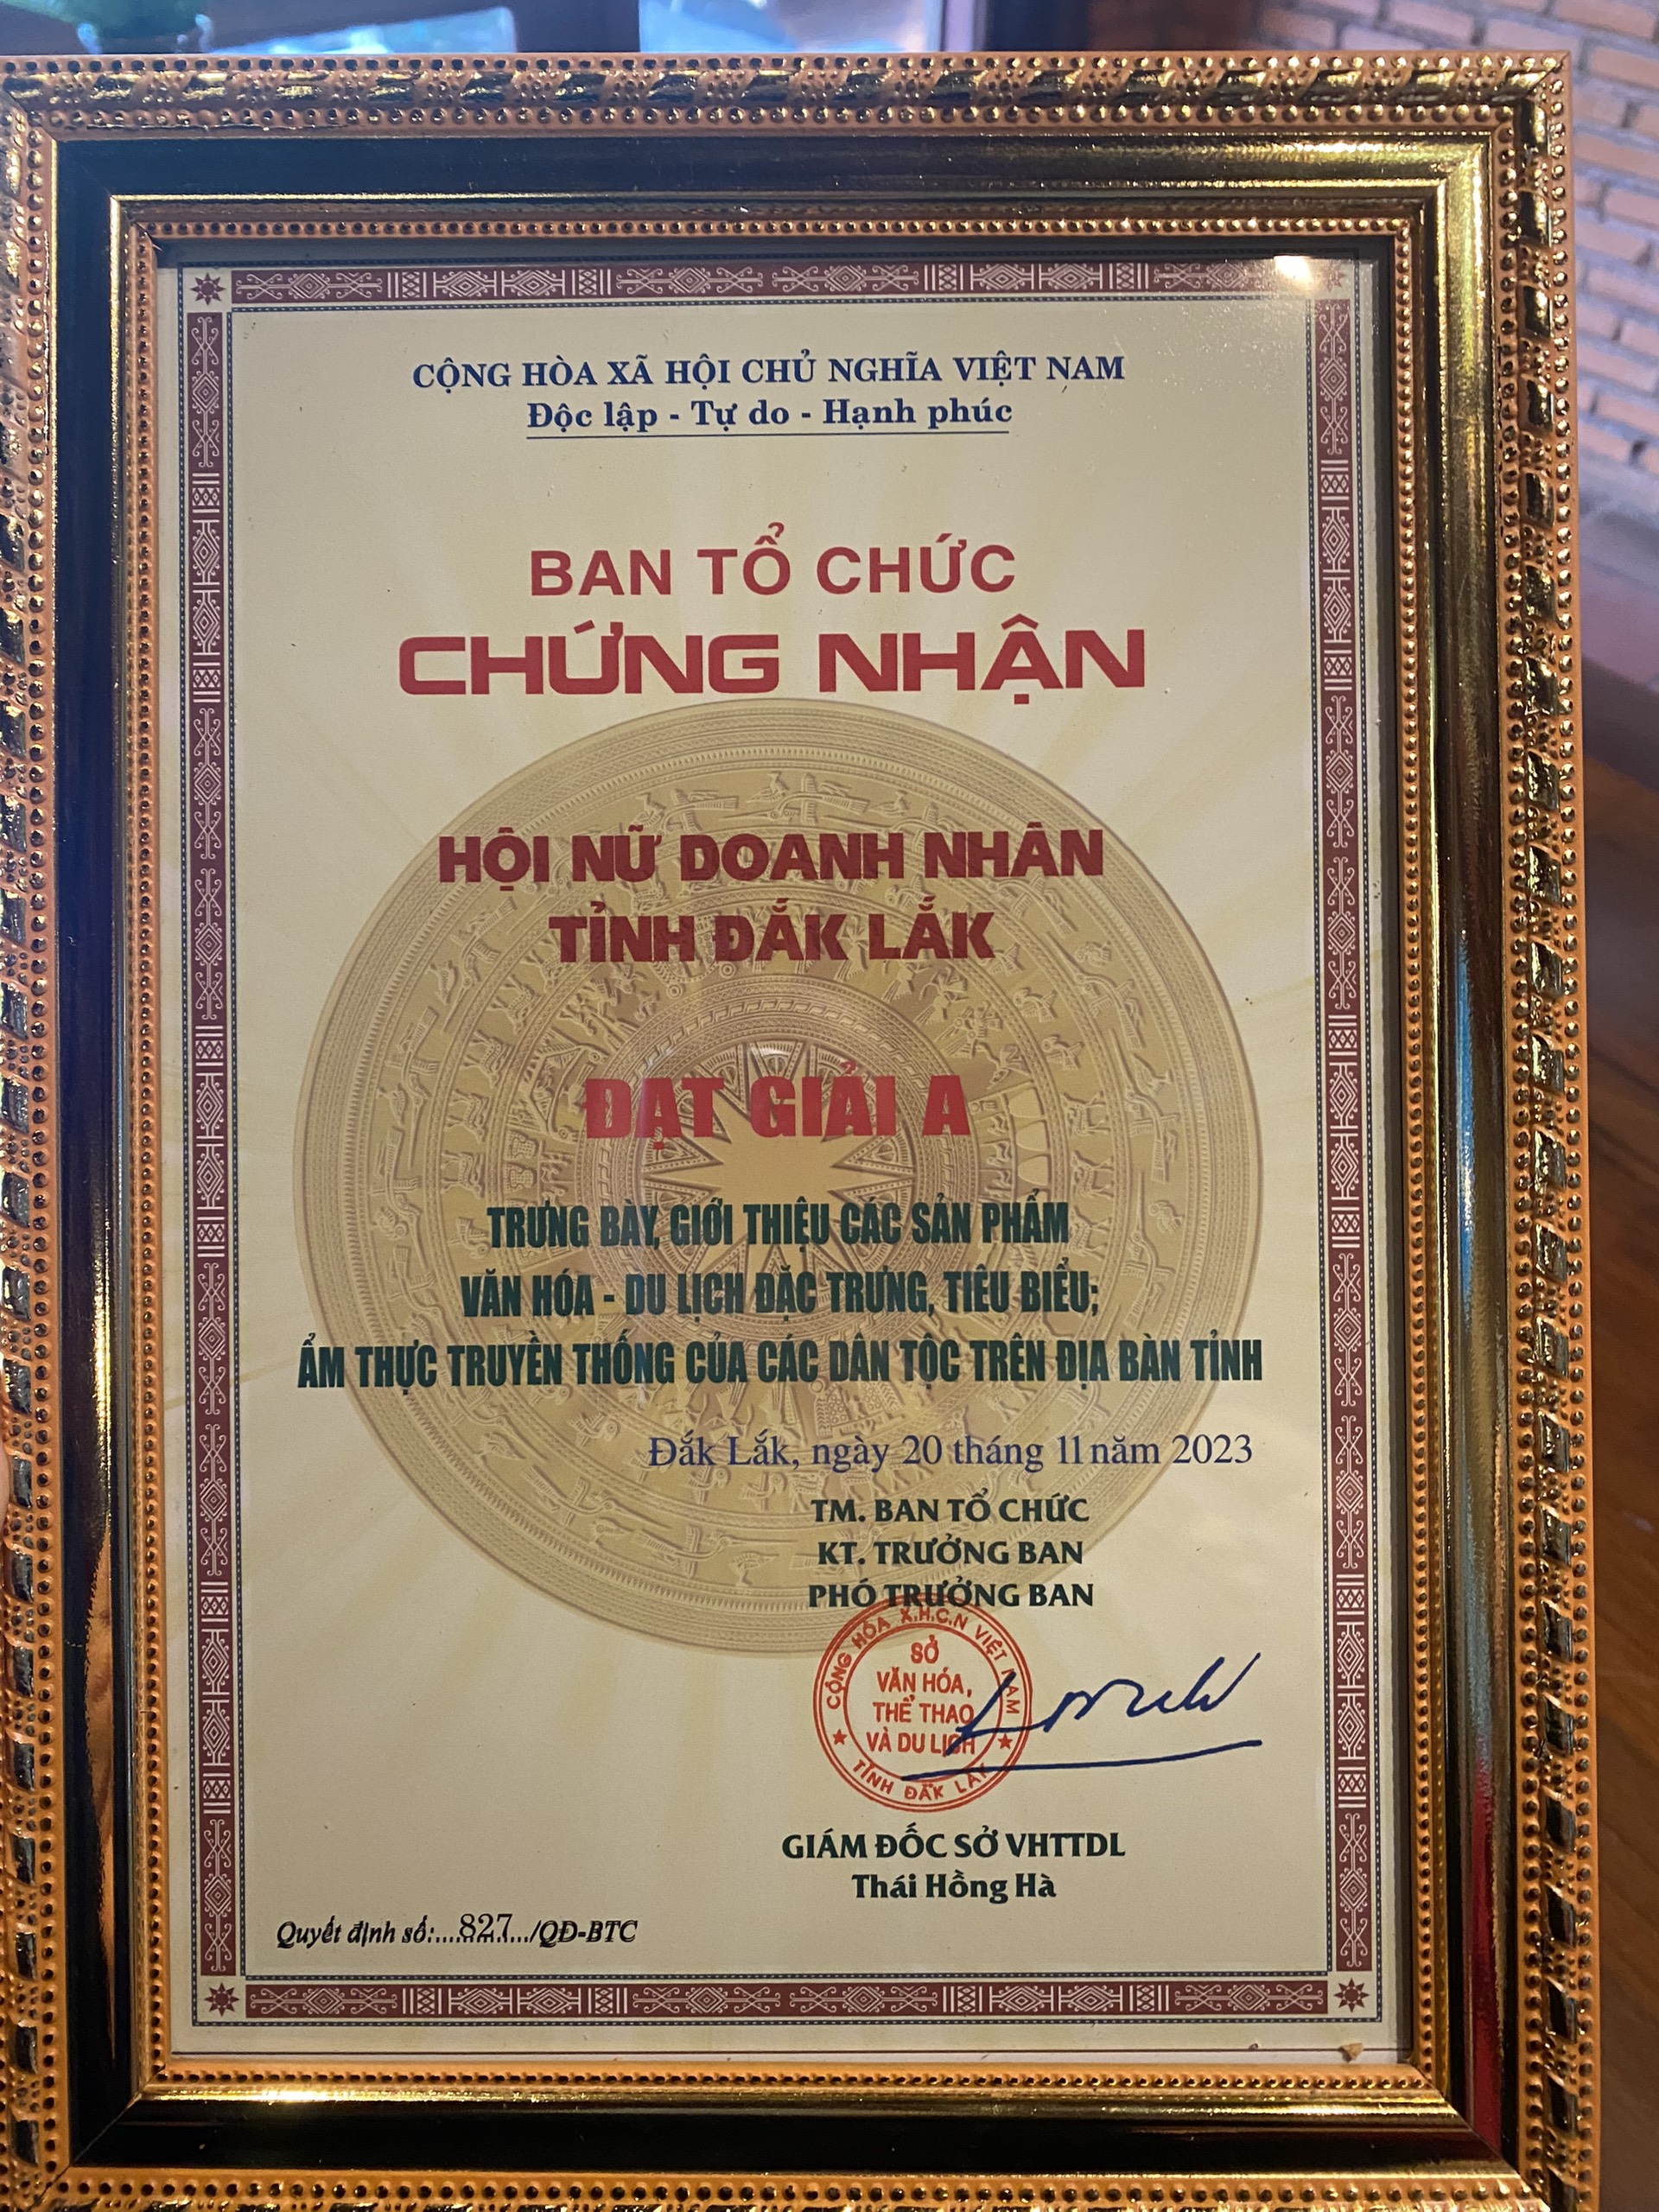 CỘNG HÒA XÃ HỘI CHỦ NGHĨA VIỆT NAM
Độc lập - Tự do - Hạnh phúc
BAN TỔ CHỨC
CHỨNG NHẬN
HỘI NỮ DOANH NHÂN
TỈNH ĐẮK LẮK
ĐẠT GIẢI A
TRƯNG BÀY, GIỚI THIỆU CÁC SẢN PHẨM
VĂN HÓA - DU LỊCH ĐẶC TRƯNG, TIÊU BIỂU;
ẨM THỰC TRUYỀN THỐNG CỦA CÁC DÂN TỘC TRÊN ĐỊA BÀN TỈNH
Đắk Lắk, ngày 20 tháng 11 năm 2023
TM. BAN TỔ CHỨC
KT. TRƯỞNG BAN
PHÓ TRƯỞNG BAN
CỘNG HÒA X.H.C.N VIỆT NAM
SỞ
VĂN HÓA,
THỂ THAO
VÀ DU LỊCH
TỈNH ĐẮK LẮK
GIÁM ĐỐC SỞ VHTTDL
Thái Hồng Hà
Quyết định số:....827.../QĐ-BTC